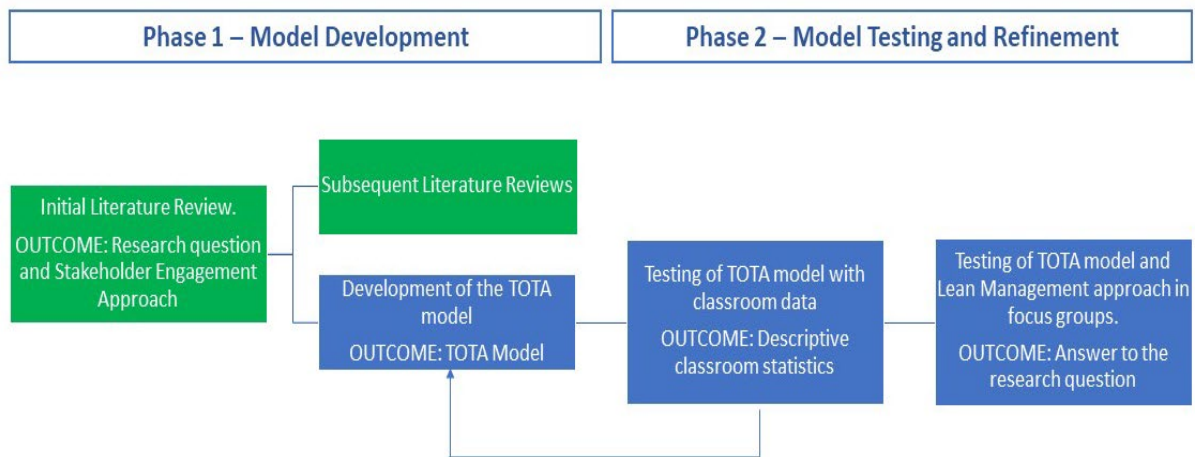 Phase 1 – Model Development
Phase 2 – Model Testing and Refinement
Initial Literature Review.
OUTCOME: Research question
and Stakeholder Engagement
Approach
Subsequent Literature Reviews
Development of the TOTA
model
OUTCOME: TOTA Model
Testing of TOTA model with
classroom data
OUTCOME: Descriptive
classroom statistics
Testing of TOTA model and
Lean Management approach in
focus groups.
OUTCOME: Answer to the
research question